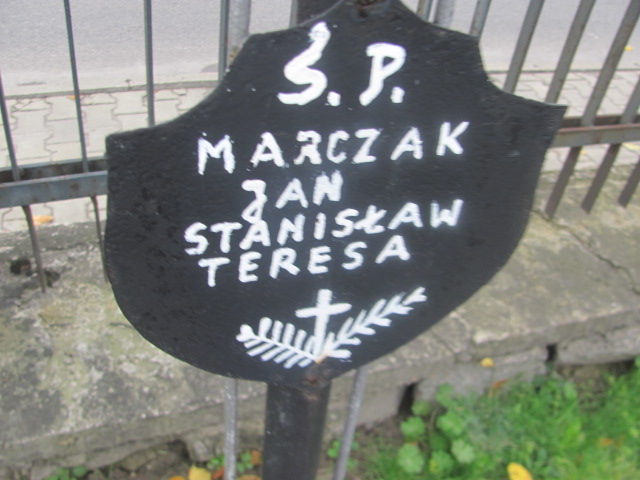 Ś. P.
MARCZAK
JAN
STANISŁAW
TERESA